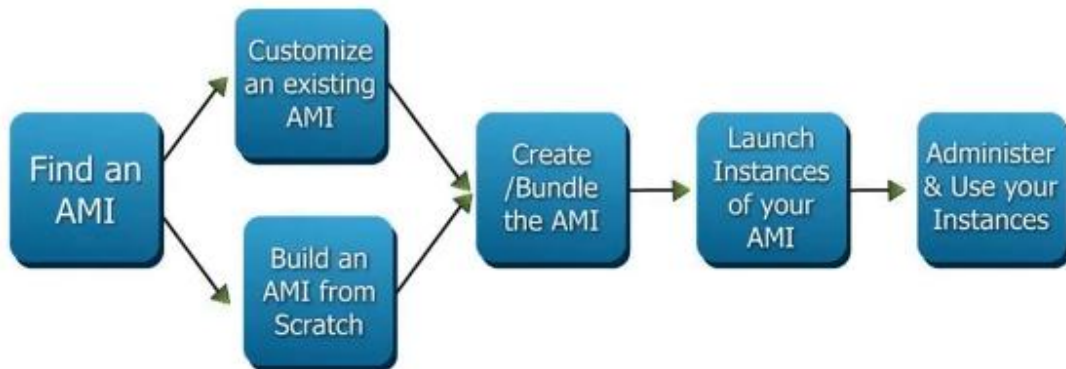 Find an
AMI
Customize
an existing
AMI
Build an
AMI from
Scratch
Create
/Bundle
the AMI
Launch
Instances
of your
AMI
Administer
& Use your
Instances